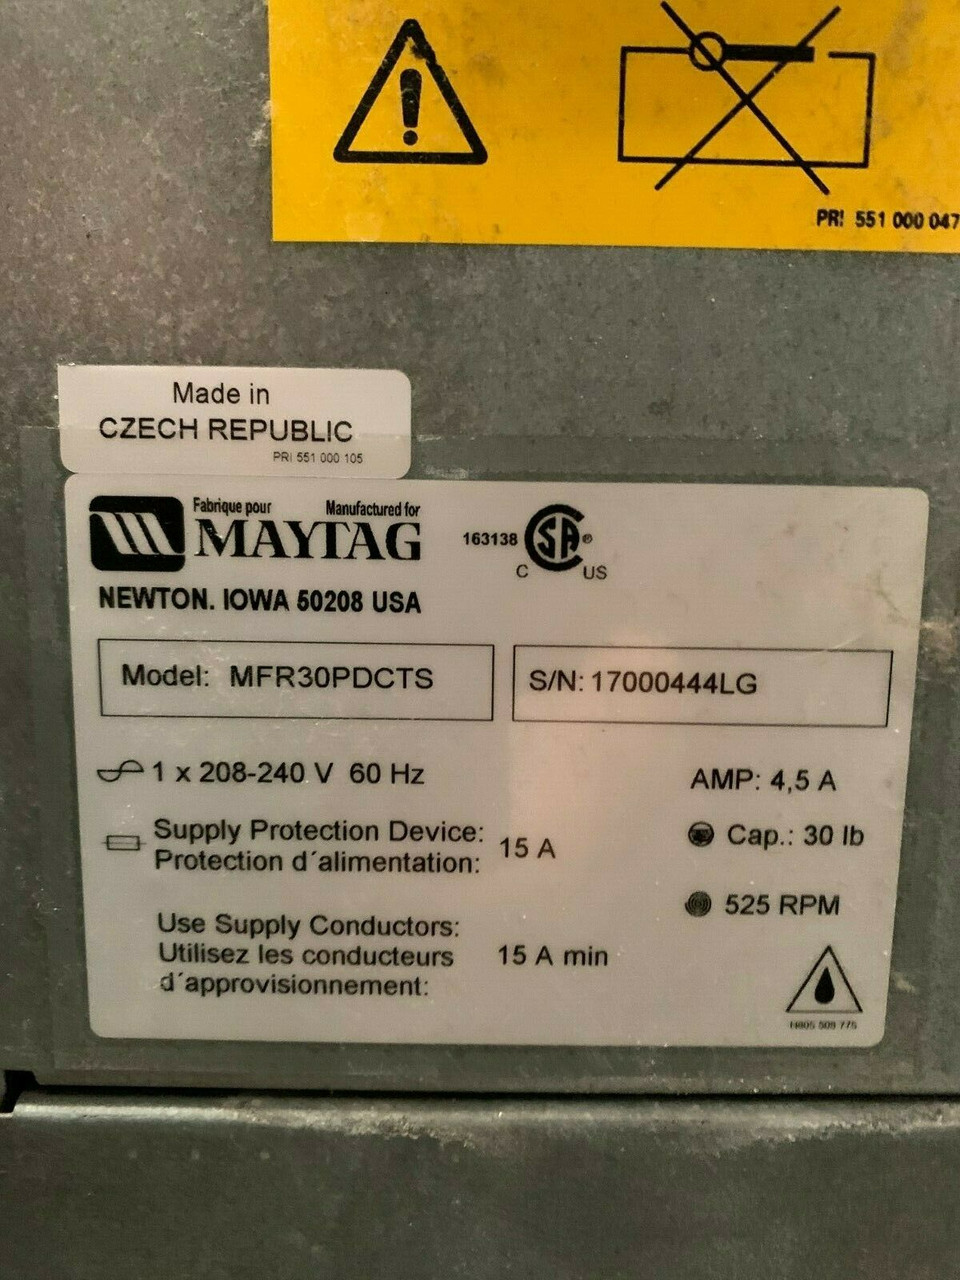 PRI 551 000 047
Made in
CZECH REPUBLIC
PRI 551 000 105
Fabrique pour Manufactured for
MAYTAG
163138 SA®
C US
NEWTON. IOWA 50208 USA
Model: MFR30PDCTS
S/N: 17000444LG
1 x 208-240 V 60 Hz
AMP: 4,5 A
Supply Protection Device:
Protection d´alimentation: 15 A
Cap.: 30 lb
525 RPM
Use Supply Conductors:
Utilisez les conducteurs 15 A min
d´approvisionnement: